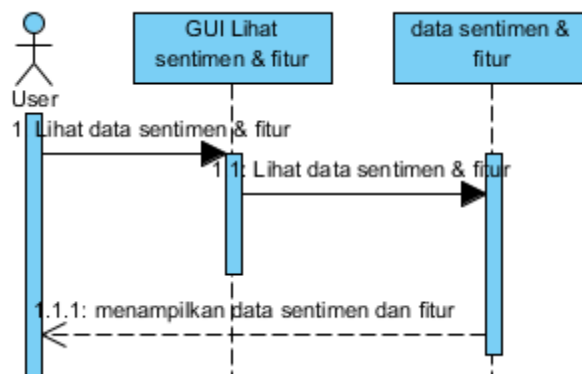 GUI Lihat
sentimen & fitur
data sentimen &
fitur
User
1: Lihat data sentimen & fitur
1.1: Lihat data sentimen & fitur
1.1.1: menampilkan data sentimen dan fitur